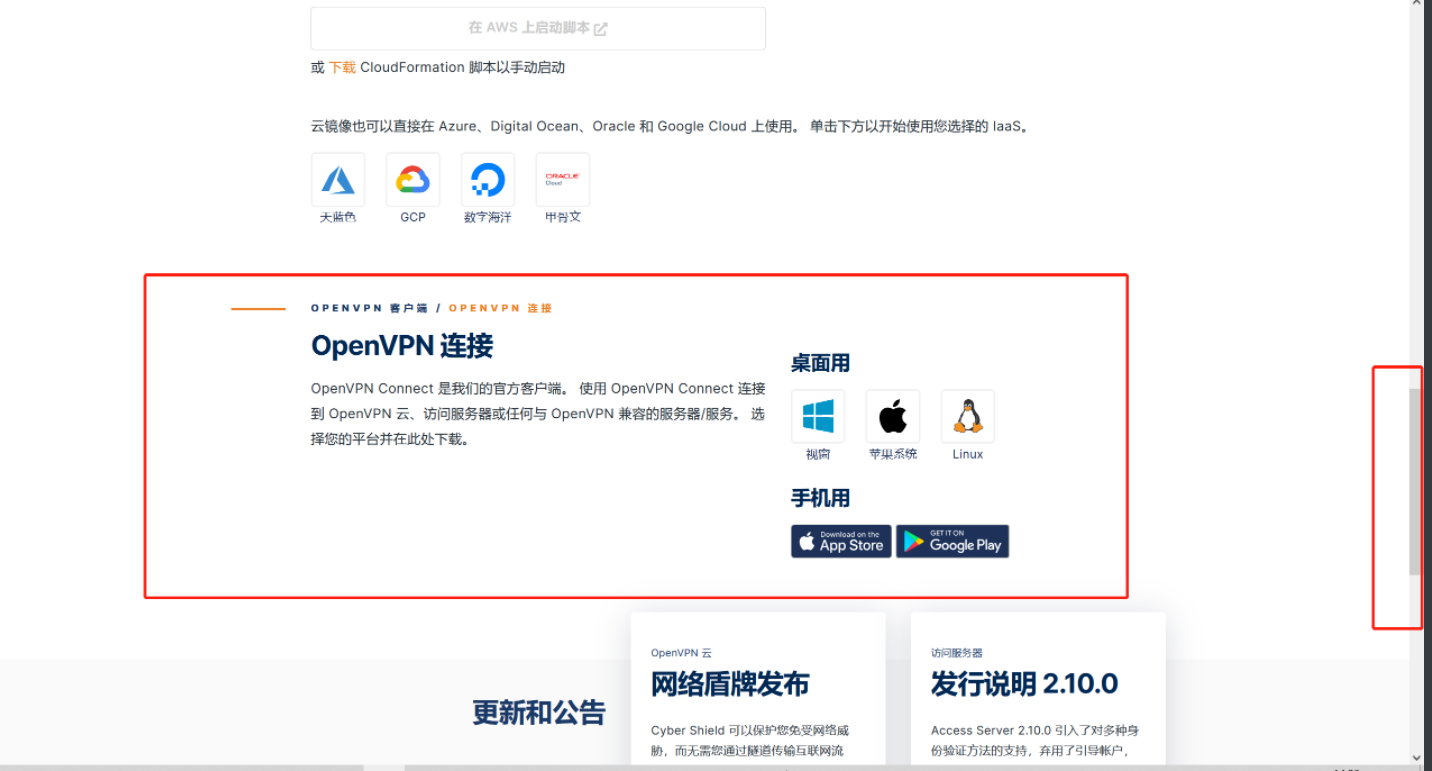 在 AWS 上启动脚本
或 下载 CloudFormation 脚本以手动启动
云镜像也可以直接在 Azure、Digital Ocean、Oracle 和 Google Cloud 上使用。 单击下方以开始使用您选择的 IaaS。
ORACLE
Cloud
天蓝色 GCP 数字海洋 甲骨文
OPENVPN 客户端 / OPENVPN 连接
OpenVPN 连接
OpenVPN Connect 是我们的官方客户端。 使用 OpenVPN Connect 连接
到 OpenVPN 云、访问服务器或任何与 OpenVPN 兼容的服务器/服务。 选
择您的平台并在此处下载。
桌面用
视窗 苹果系统 Linux
手机用
Download on the
App Store
GET IT ON
Google Play
更新和公告
OpenVPN 云
网络盾牌发布
Cyber Shield 可以保护您免受网络威
胁，而无需您通过隧道传输互联网流
访问服务器
发行说明 2.10.0
Access Server 2.10.0 引入了对多种身
份验证方法的支持，弃用了引导帐户，